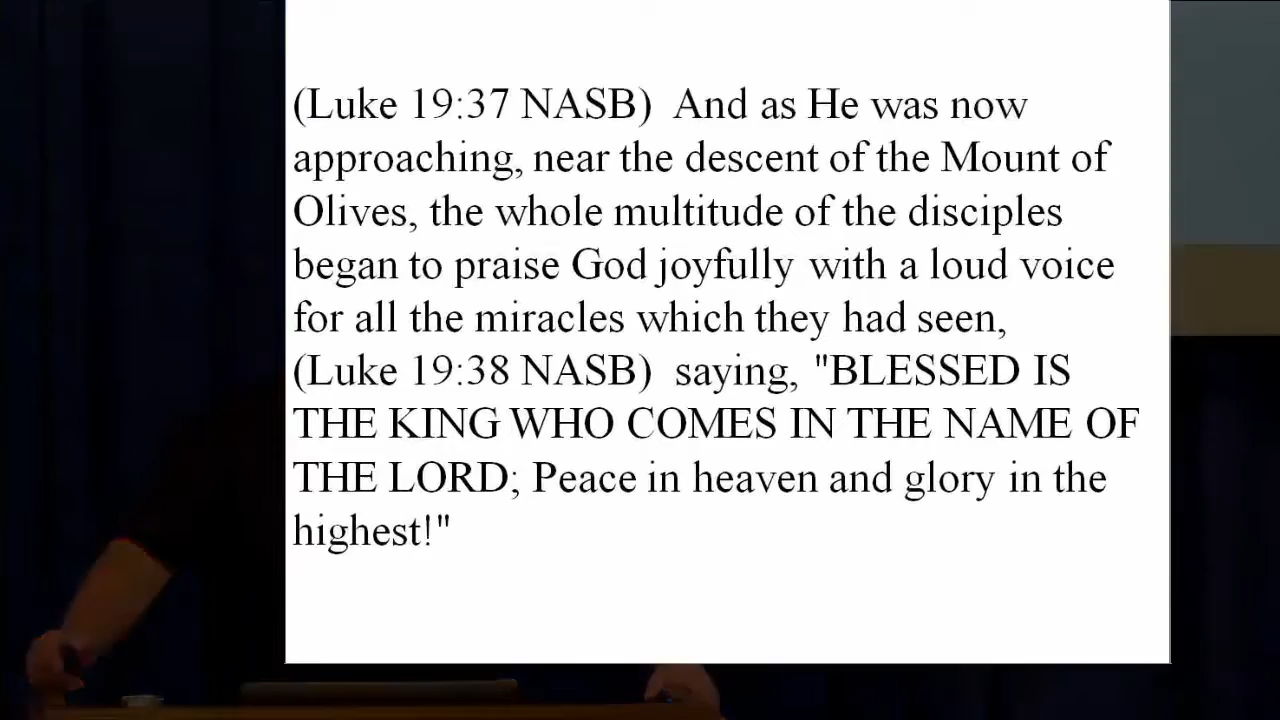 (Luke 19:37 NASB)  And as He was now
approaching, near the descent of the Mount of
Olives, the whole multitude of the disciples
began to praise God joyfully with a loud voice
for all the miracles which they had seen,
(Luke 19:38 NASB)  saying, "BLESSED IS
THE KING WHO COMES IN THE NAME OF
THE LORD; Peace in heaven and glory in the
highest!"